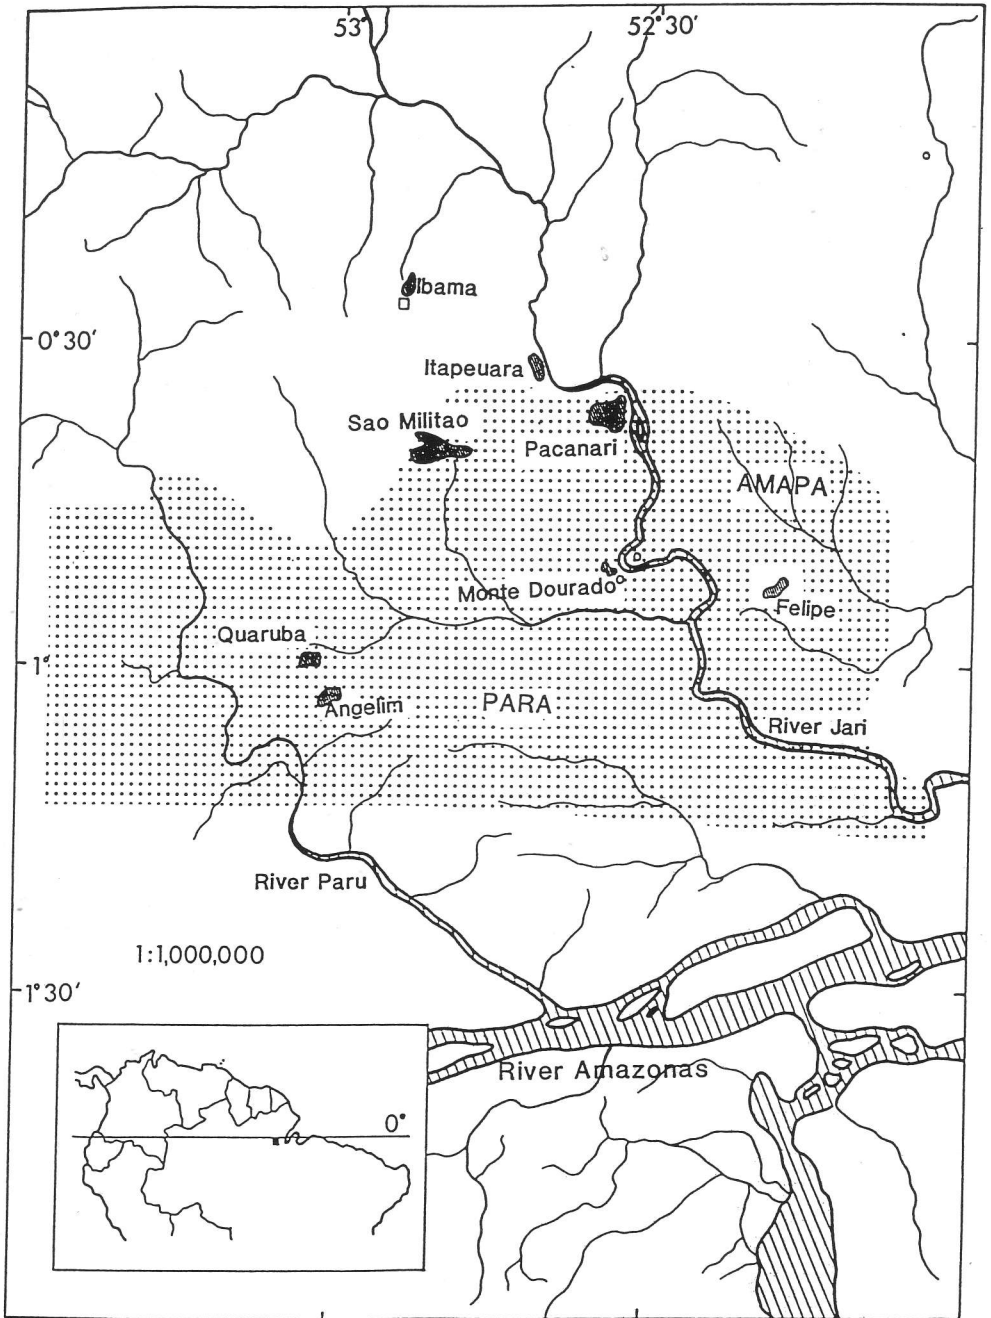 53°
52°30′
Ibama
0°30′
Itapeuara
Sao Militao
Pacanari
AMAPA
Monte Dourado
Felipe
Quaruba
1°
Angelim
PARA
River Jari
River Paru
1:1,000,000
1°30′
River Amazonas
0°